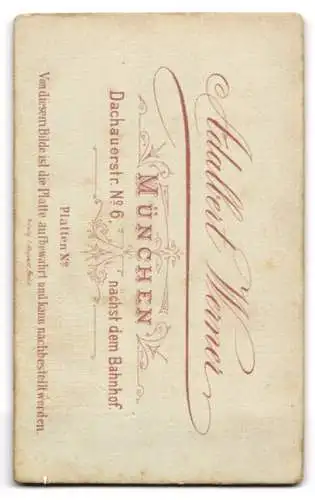 Adalbert Werner
MÜNCHEN
Dachauerstr. No. 6, nächst dem Bahnhof.
Platten No.
Von diesem Bilde ist die Platte aufbewahrt und kann nachbestellt werden.